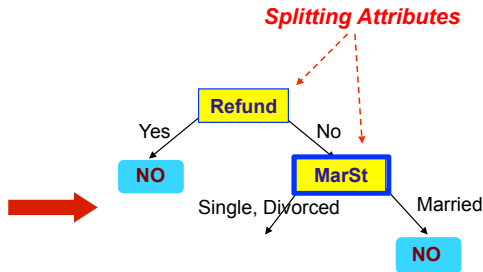 Splitting Attributes
Refund
Yes
No
NO
MarSt
Single, Divorced
Married
NO